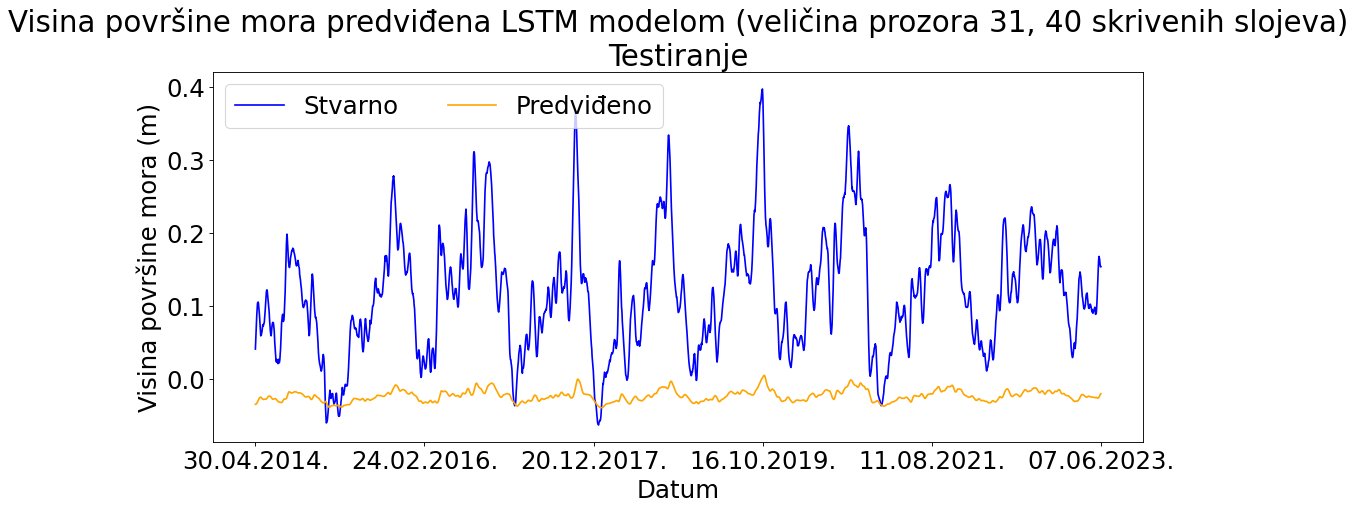 Visina površine mora predviđena LSTM modelom (veličina prozora 31, 40 skrivenih slojeva)
Testiranje
Stvarno Predviđeno
Visina površine mora (m)
0.4
0.3
0.2
0.1
0.0
30.04.2014. 24.02.2016. 20.12.2017. 16.10.2019. 11.08.2021. 07.06.2023.
Datum